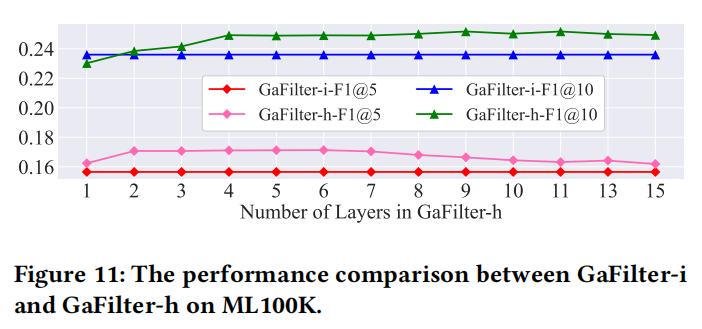 0.24
0.22
0.20
0.18
0.16
GaFilter-i-F1@5 GaFilter-i-F1@10
GaFilter-h-F1@5 GaFilter-h-F1@10
1 2 3 4 5 6 7 8 9 10 11 13 15
Number of Layers in GaFilter-h
Figure 11: The performance comparison between GaFilter-i
and GaFilter-h on ML100K.